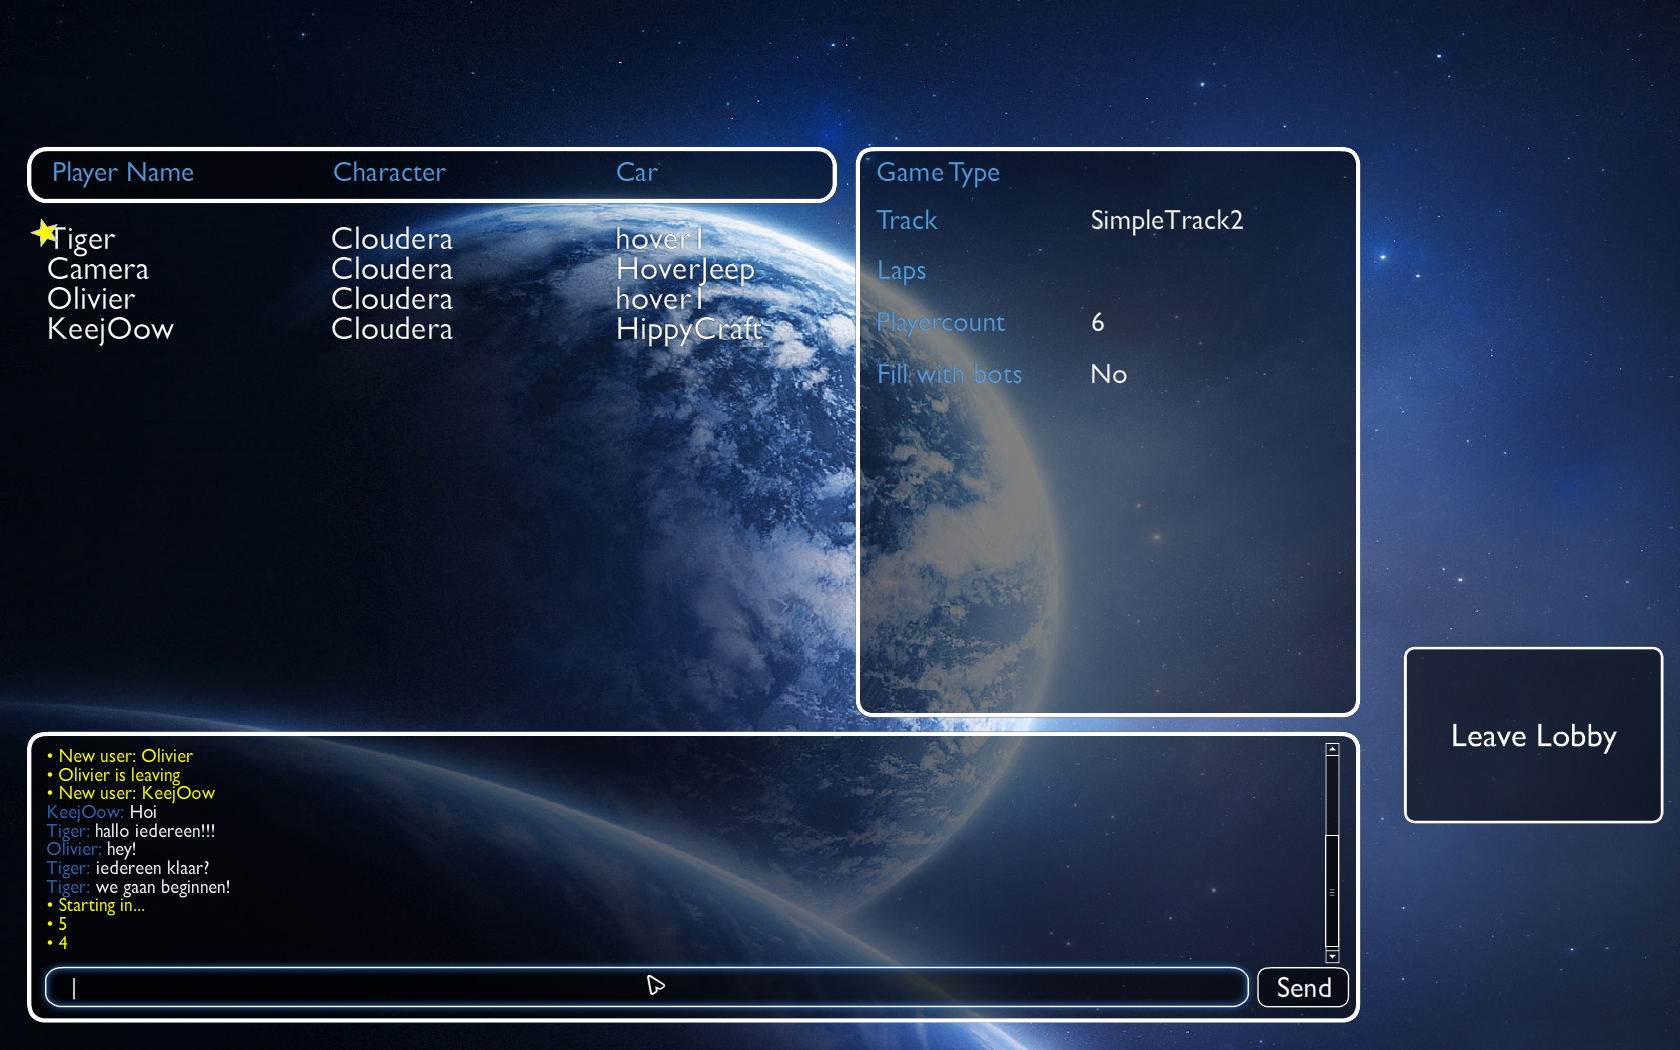 Player Name Character Car
Tiger Cloudera hover1
Camera Cloudera HoverJeep
Olivier Cloudera hover1
KeejOow Cloudera HippyCraft
Game Type
Track SimpleTrack2
Laps
Playercount 6
Fill with bots No
• New user: Olivier
• Olivier is leaving
• New user: KeejOow
KeejOow: Hoi
Tiger: hallo iedereen!!!
Olivier: hey!
Tiger: iedereen klaar?
Tiger: we gaan beginnen!
• Starting in...
• 5
• 4
Send
Leave Lobby